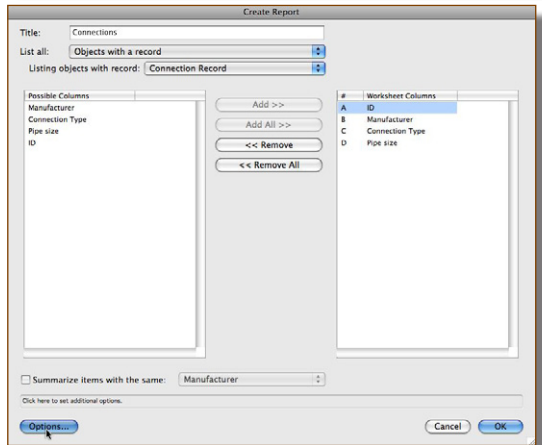 Create Report
Title: Connections
List all: Objects with a record
Listing objects with record: Connection Record
Possible Columns
Manufacturer
Connection Type
Pipe size
ID
Add >>
Add All >>
<< Remove
<< Remove All
# Worksheet Columns
A ID
B Manufacturer
C Connection Type
D Pipe size
Summarize items with the same: Manufacturer
Click here to set additional options.
Options... Cancel OK